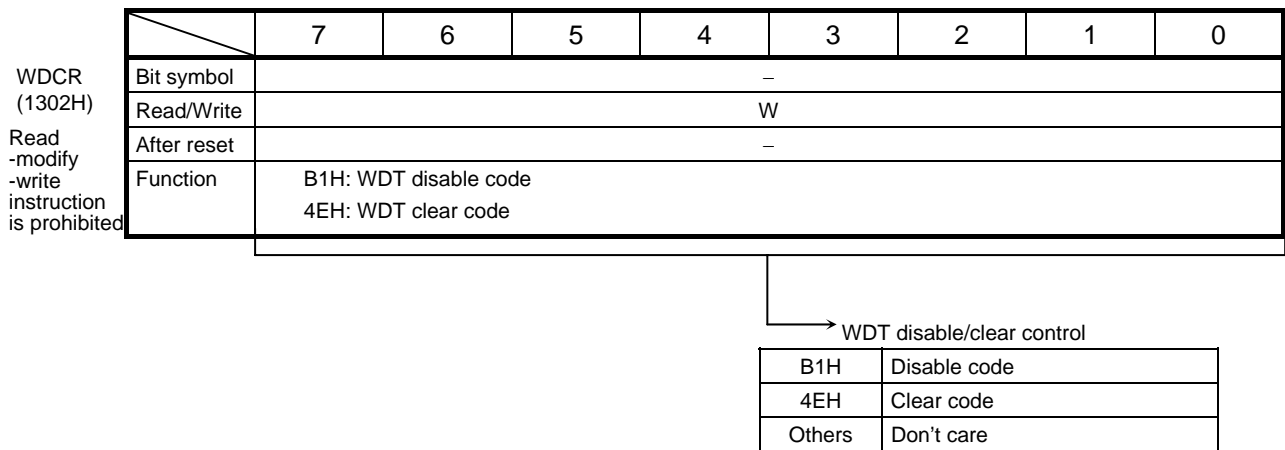 7 6 5 4 3 2 1 0
WDCR
(1302H)
Read
-modify
-write
instruction
is prohibited
Bit symbol –
Read/Write W
After reset –
Function B1H: WDT disable code
4EH: WDT clear code
WDT disable/clear control
B1H Disable code
4EH Clear code
Others Don't care